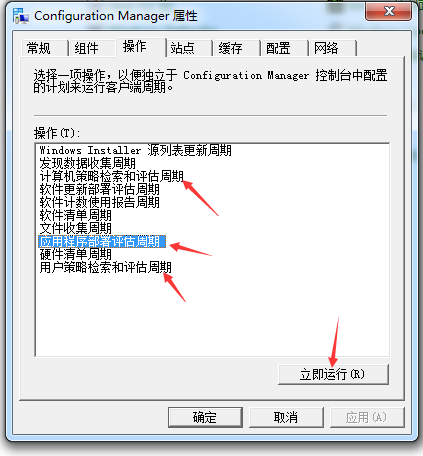 Configuration Manager 属性
常规 组件 操作 站点 缓存 配置 网络
选择一项操作，以便独立于 Configuration Manager 控制台中配置
的计划来运行客户端周期。
操作(T):
Windows Installer 源列表更新周期
发现数据收集周期
计算机策略检索和评估周期
软件更新部署评估周期
软件计数使用报告周期
软件清单周期
文件收集周期
应用程序部署评估周期
硬件清单周期
用户策略检索和评估周期
立即运行(R)
确定 取消 应用(A)